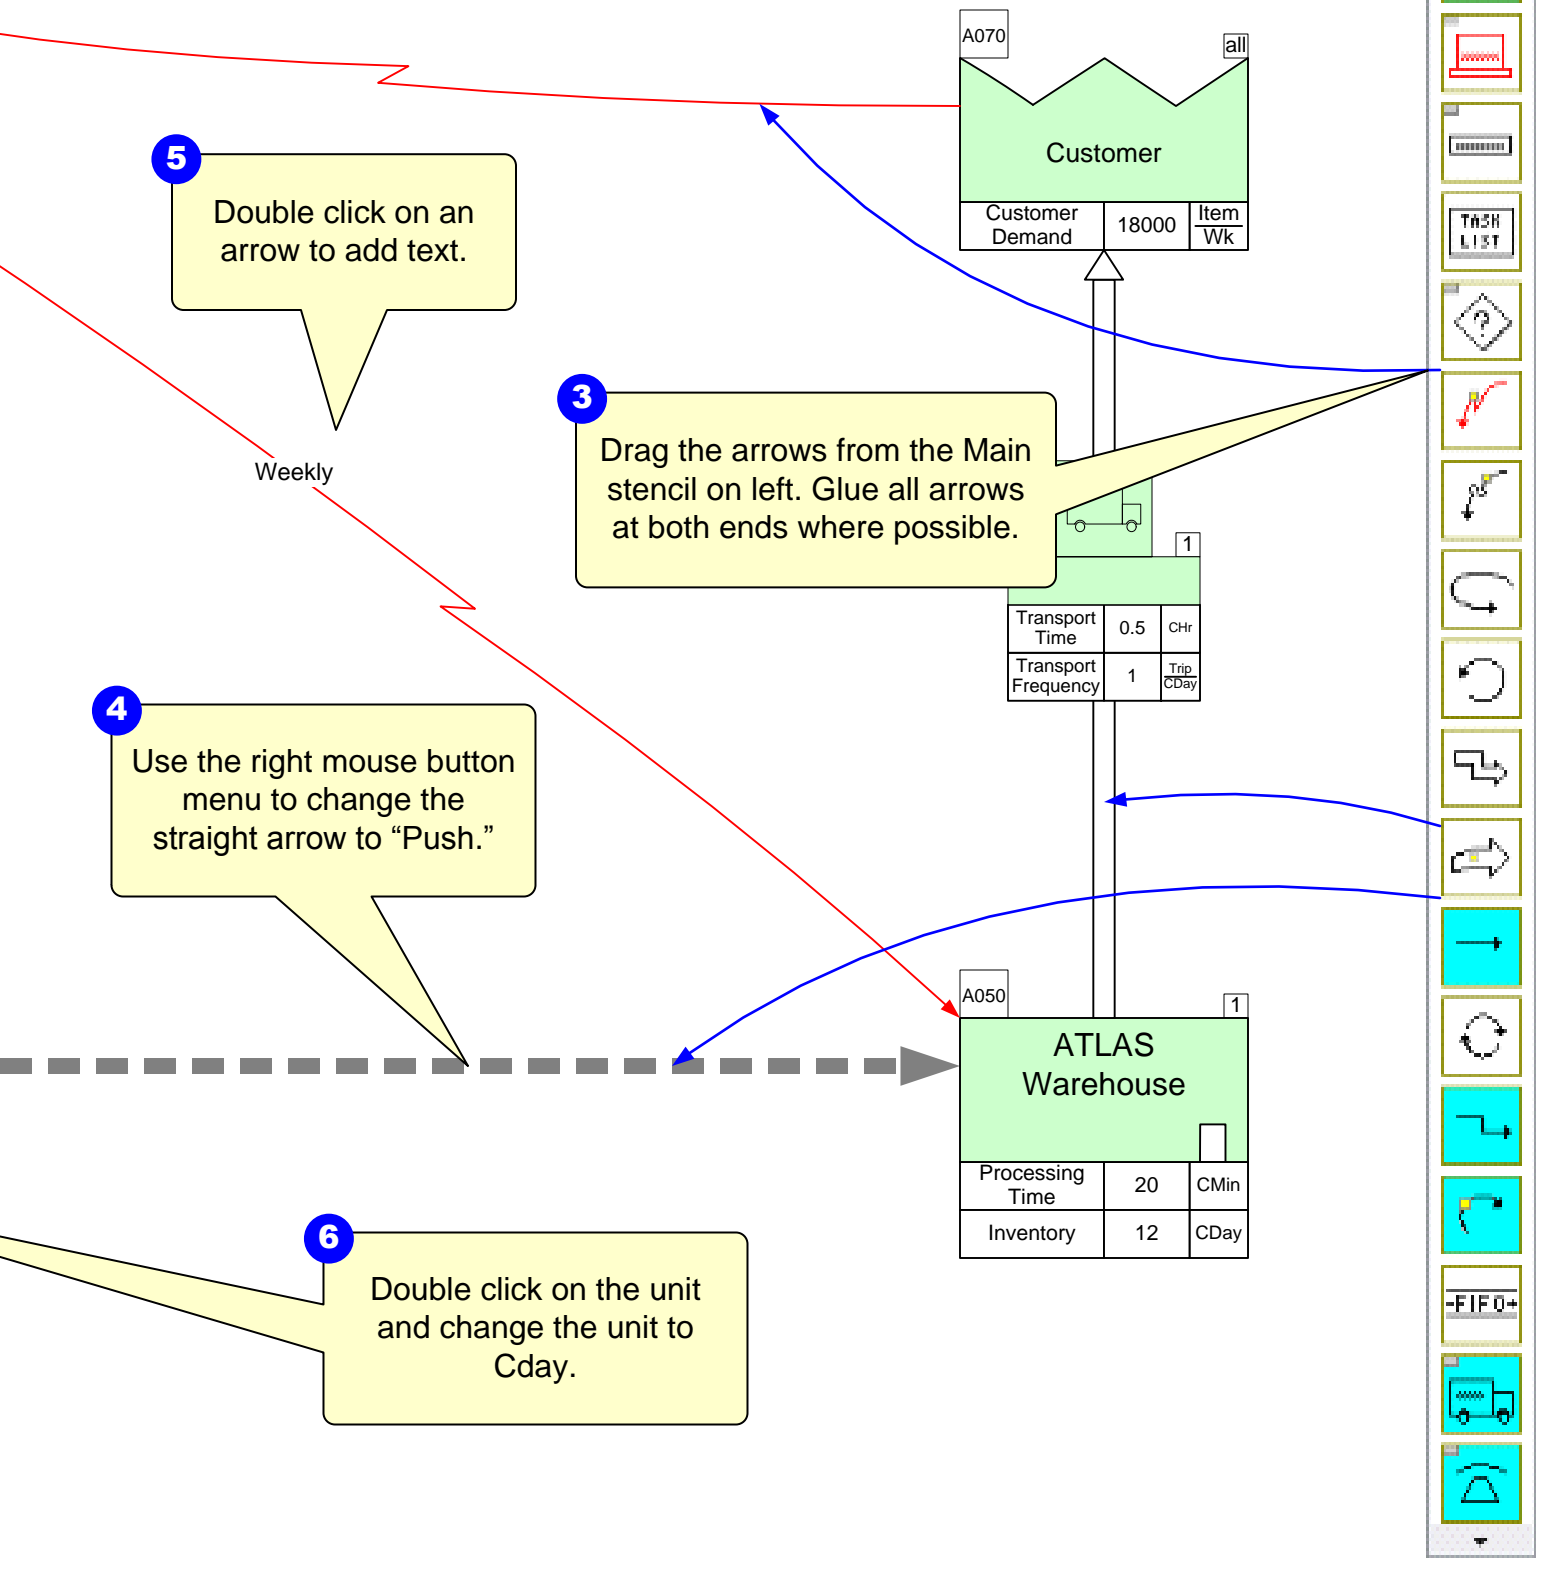 A070
all
Customer
Customer
Demand
18000
Item
Wk
5
Double click on an
arrow to add text.
TASK
LIST
?
3
Drag the arrows from the Main
stencil on left. Glue all arrows
at both ends where possible.
Weekly
1
Transport
Time
0.5
CHr
Transport
Frequency
1
Trip
CDay
4
Use the right mouse button
menu to change the
straight arrow to “Push.”
A050
1
ATLAS
Warehouse
Processing
Time
20
CMin
Inventory
12
CDay
6
Double click on the unit
and change the unit to
Cday.
-FIFO→